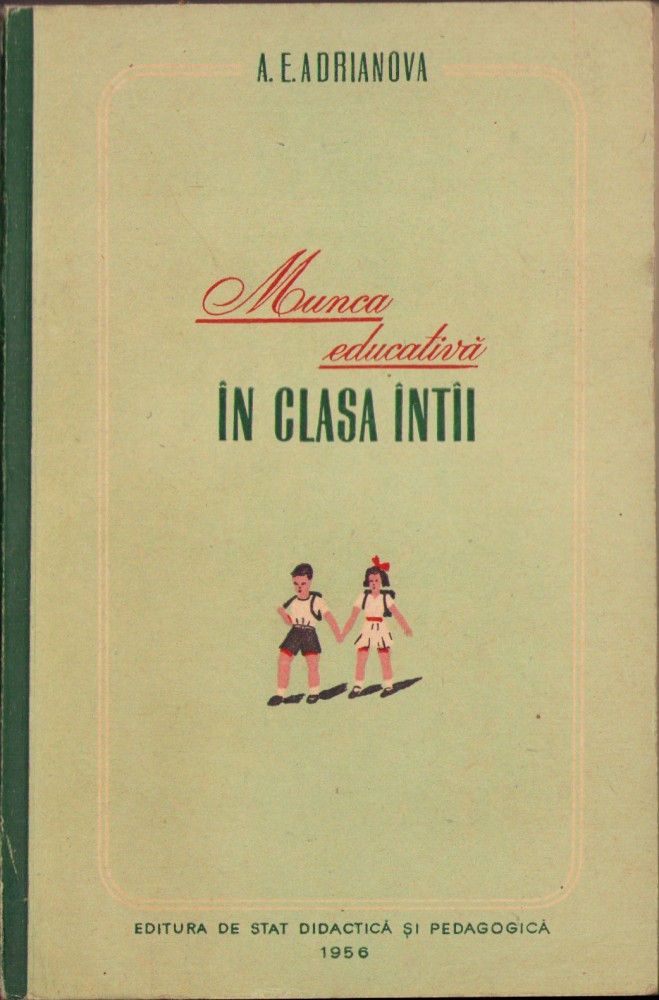 A. E. ADRIANOVA
Munca
educativă
ÎN CLASA ÎNTÎI
EDITURA DE STAT DIDACTICĂ ȘI PEDAGOGICĂ
1956